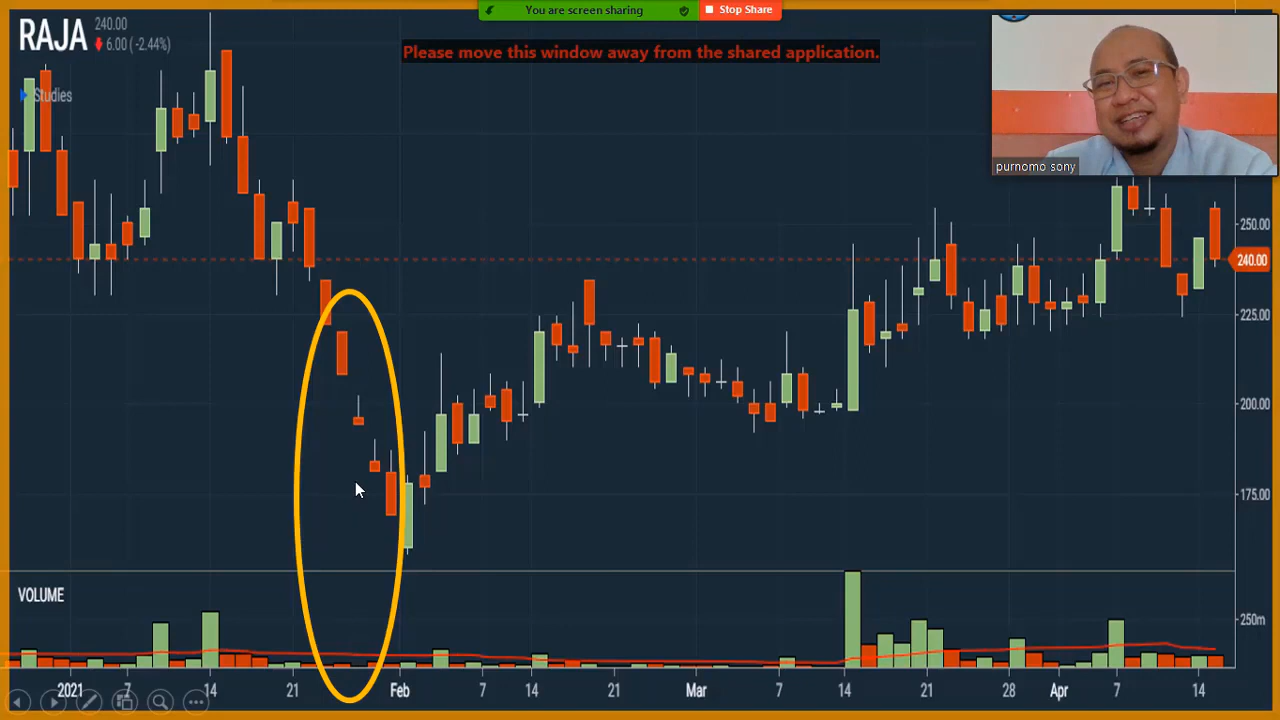 You are screen sharing
Stop Share
Please move this window away from the shared application.
RAJA
240.00
6.00 (-2.44%)
Studies
purnomo sony
250.00
240.00
225.00
200.00
175.00
VOLUME
250m
2021 7 14 21 Feb 7 14 21 Mar 7 14 21 28 Apr 7 14